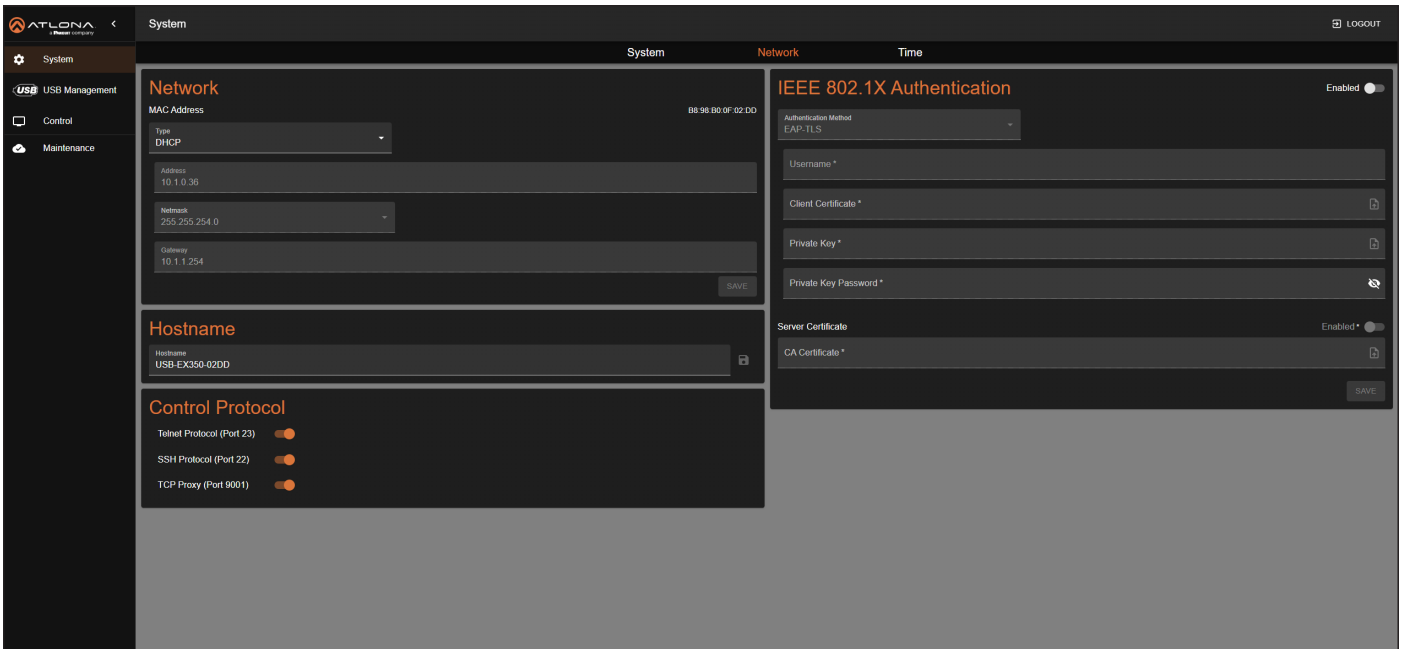 ATLONA
a Panduit company
System
LOGOUT
System
USB USB Management
Control
Maintenance
System Network Time
Network
MAC Address B8:98:B0:0F:02:DD
Type
DHCP
Address
10.1.0.36
Netmask
255.255.254.0
Gateway
10.1.1.254
SAVE
Hostname
Hostname
USB-EX350-02DD
Control Protocol
Telnet Protocol (Port 23)
SSH Protocol (Port 22)
TCP Proxy (Port 9001)
IEEE 802.1X Authentication
Enabled
Authentication Method
EAP-TLS
Username *
Client Certificate *
Private Key *
Private Key Password *
Server Certificate Enabled *
CA Certificate *
SAVE